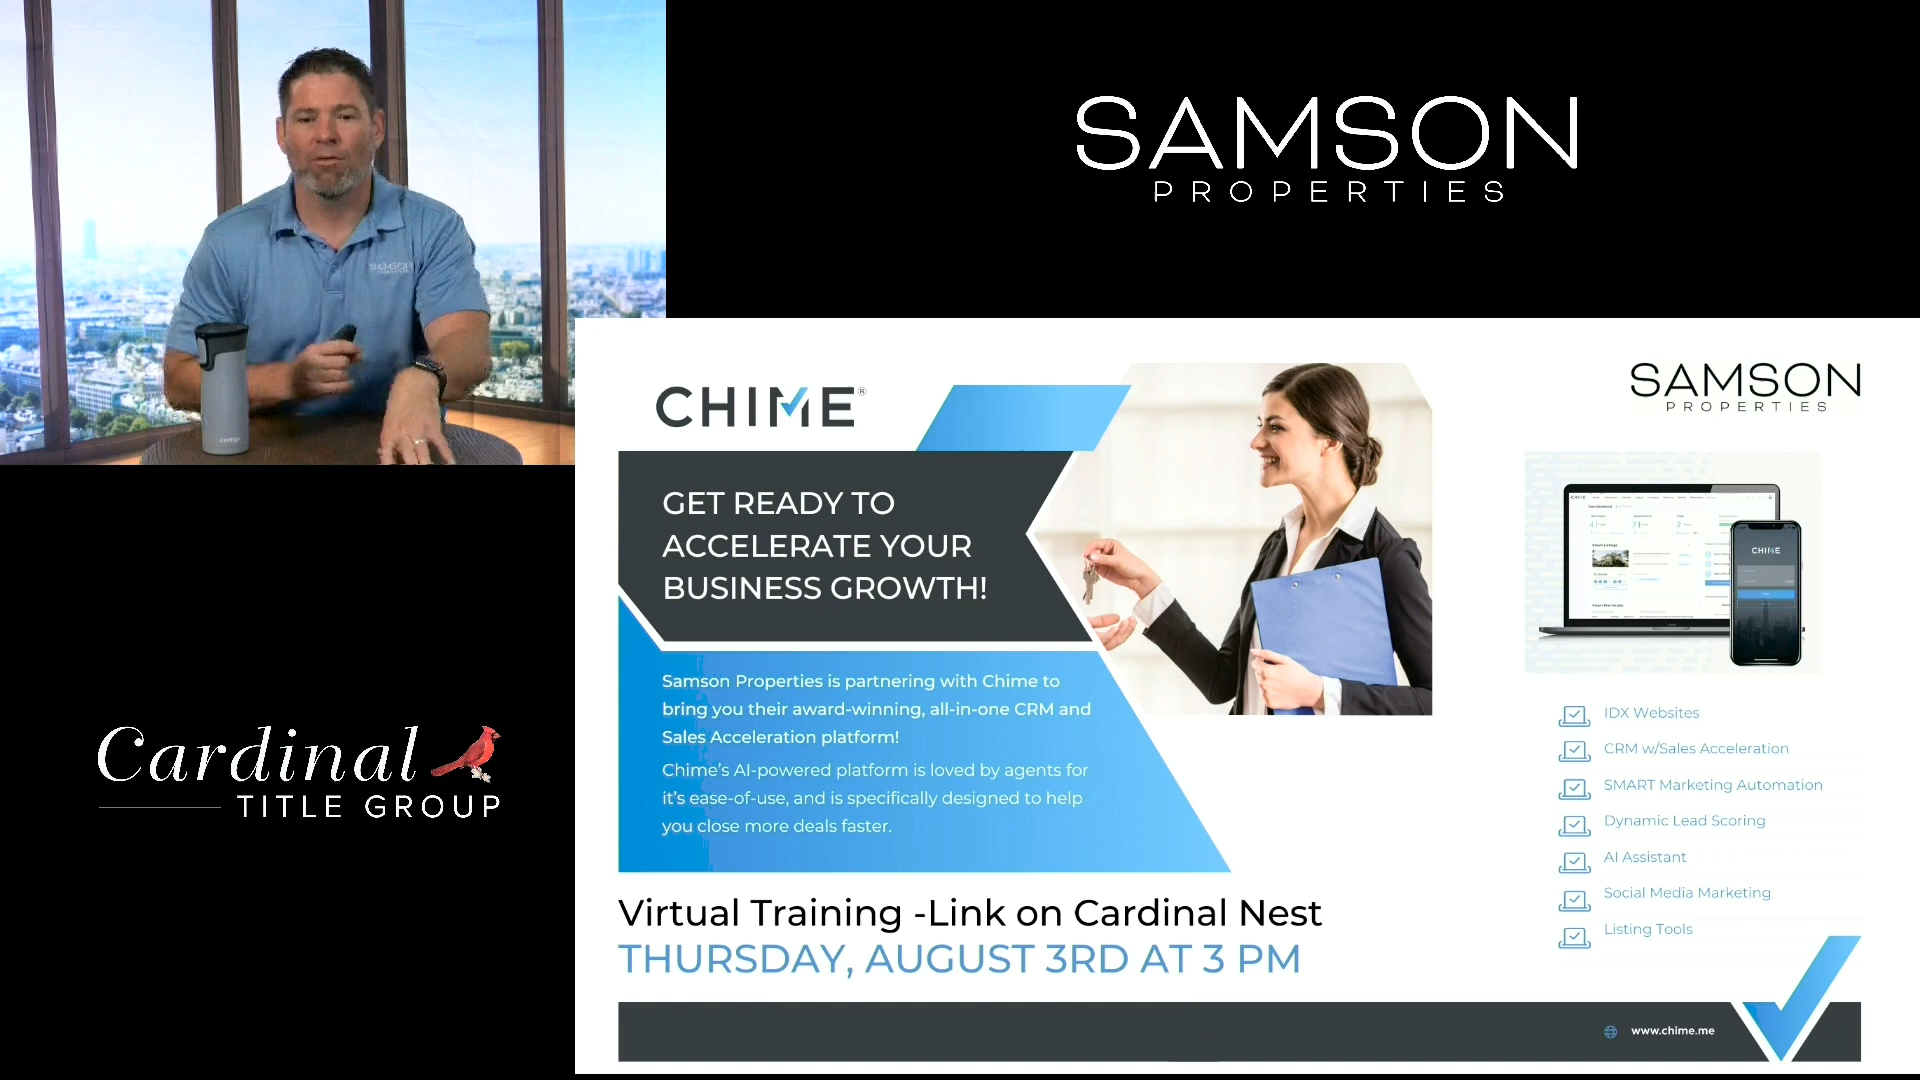 SAMSON
PROPERTIES
SAMSON
Cardinal
TITLE GROUP
CHIME®
SAMSON
PROPERTIES
GET READY TO
ACCELERATE YOUR
BUSINESS GROWTH!
CHIME
CHIME
Samson Properties is partnering with Chime to
bring you their award-winning, all-in-one CRM and
Sales Acceleration platform!
Chime's AI-powered platform is loved by agents for
it's ease-of-use, and is specifically designed to help
you close more deals faster.
IDX Websites
CRM w/Sales Acceleration
SMART Marketing Automation
Dynamic Lead Scoring
AI Assistant
Social Media Marketing
Listing Tools
Virtual Training -Link on Cardinal Nest
THURSDAY, AUGUST 3RD AT 3 PM
www.chime.me